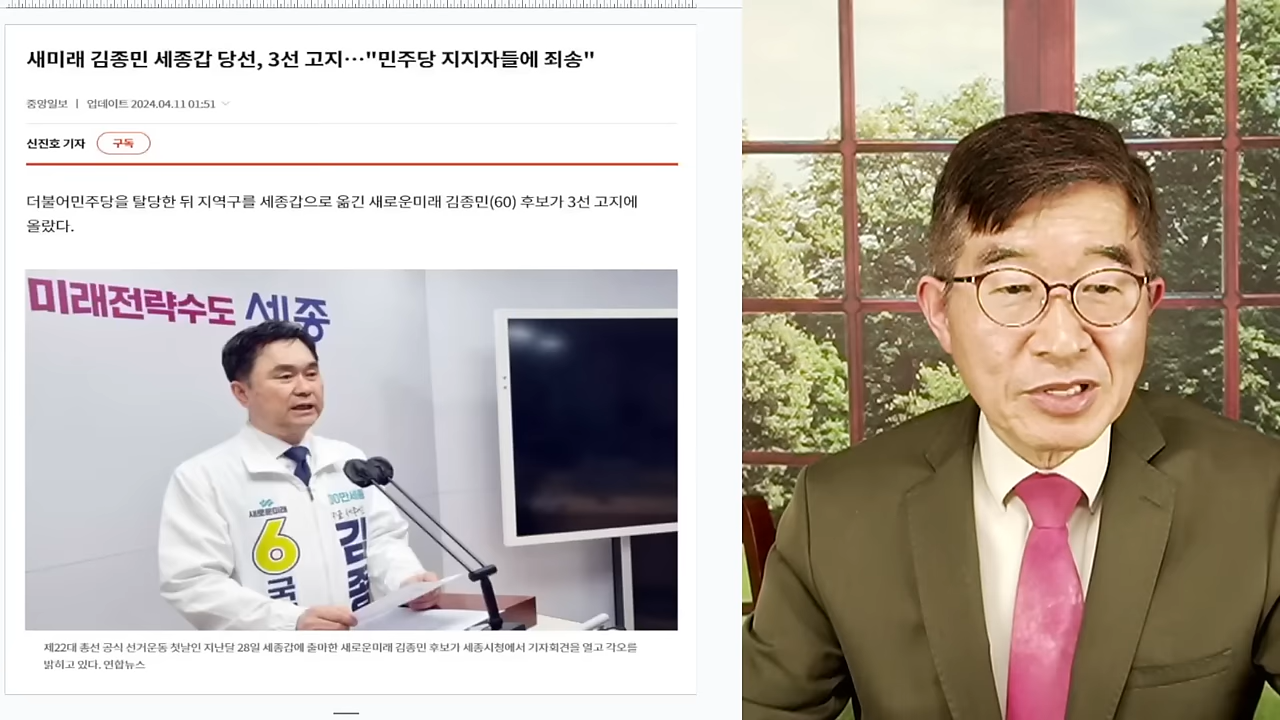 새미래 김종민 세종갑 당선, 3선 고지…"민주당 지지자들에 죄송"
중앙일보 | 업데이트 2024.04.11 01:51
신진호 기자 구독
더불어민주당을 탈당한 뒤 지역구를 세종갑으로 옮긴 새로운미래 김종민(60) 후보가 3선 고지에
올랐다.
미래전략수도 세종
새로운미래
6
국
김종
제22대 총선 공식 선거운동 첫날인 지난달 28일 세종갑에 출마한 새로운미래 김종민 후보가 세종시청에서 기자회견을 열고 각오를
밝히고 있다. 연합뉴스